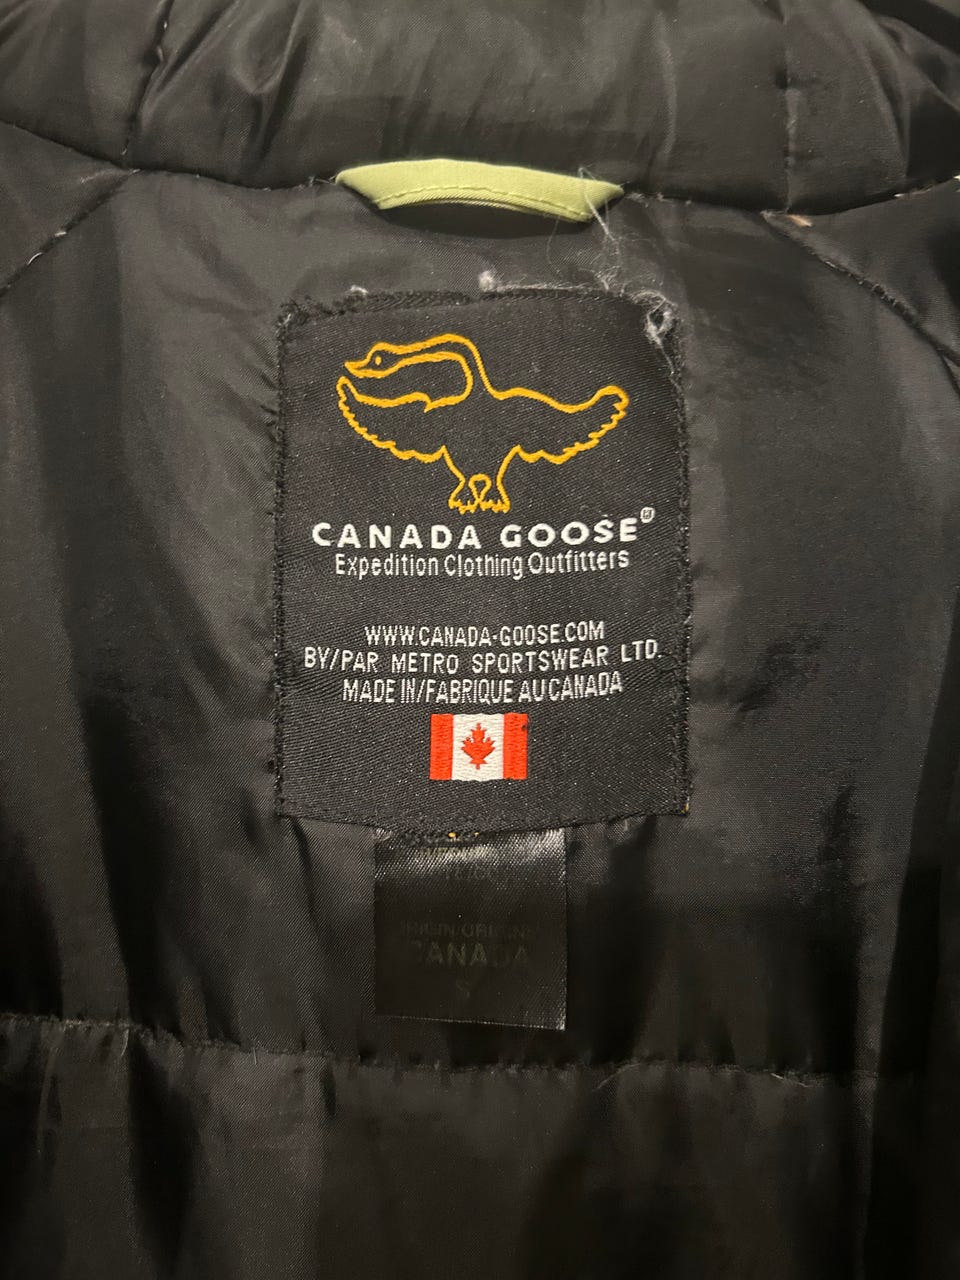 CANADA GOOSE®
Expedition Clothing Outfitters
WWW.CANADA-GOOSE.COM
BY/PAR METRO SPORTSWEAR LTD.
MADE IN/FABRIQUE AU CANADA
CANADA
S